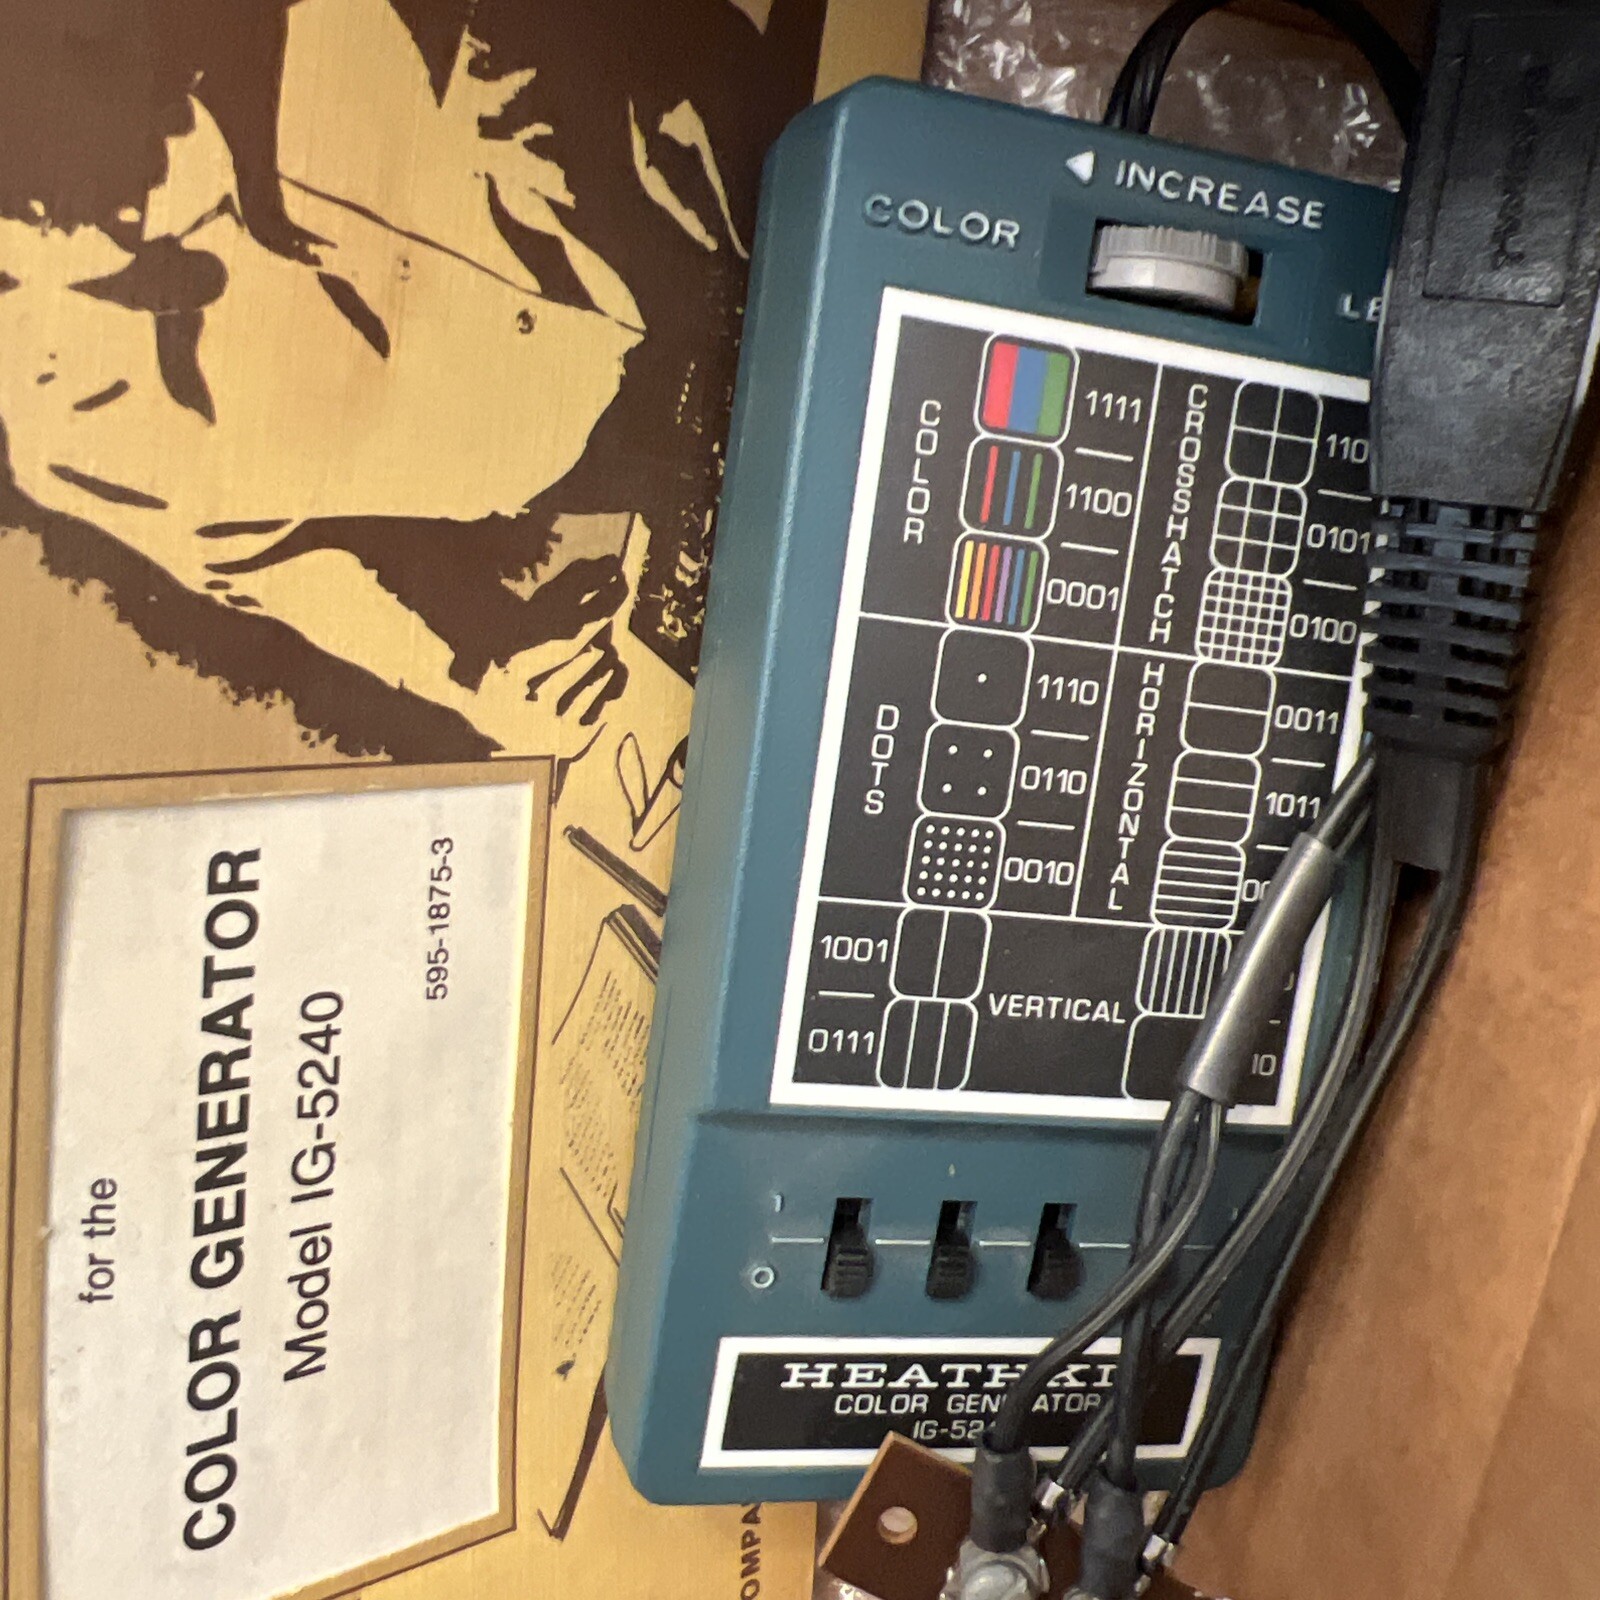 for the
COLOR GENERATOR
Model IG-5240
595-1875-3
INCREASE
COLOR
COLOR
1111
1100
0001
CROSSHATCH
0101
0100
DOTS
1110
0110
0010
HORIZONTAL
0011
1011
1001
0111
VERTICAL
1
0
COLOR